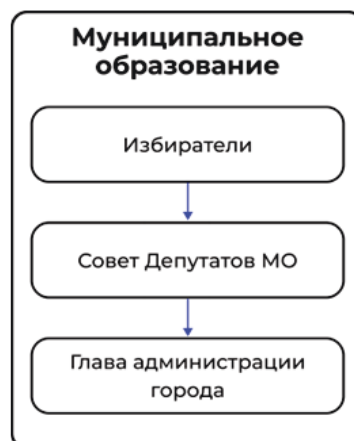 Муниципальное
образование
Избиратели
Совет Депутатов МО
Глава администрации
города